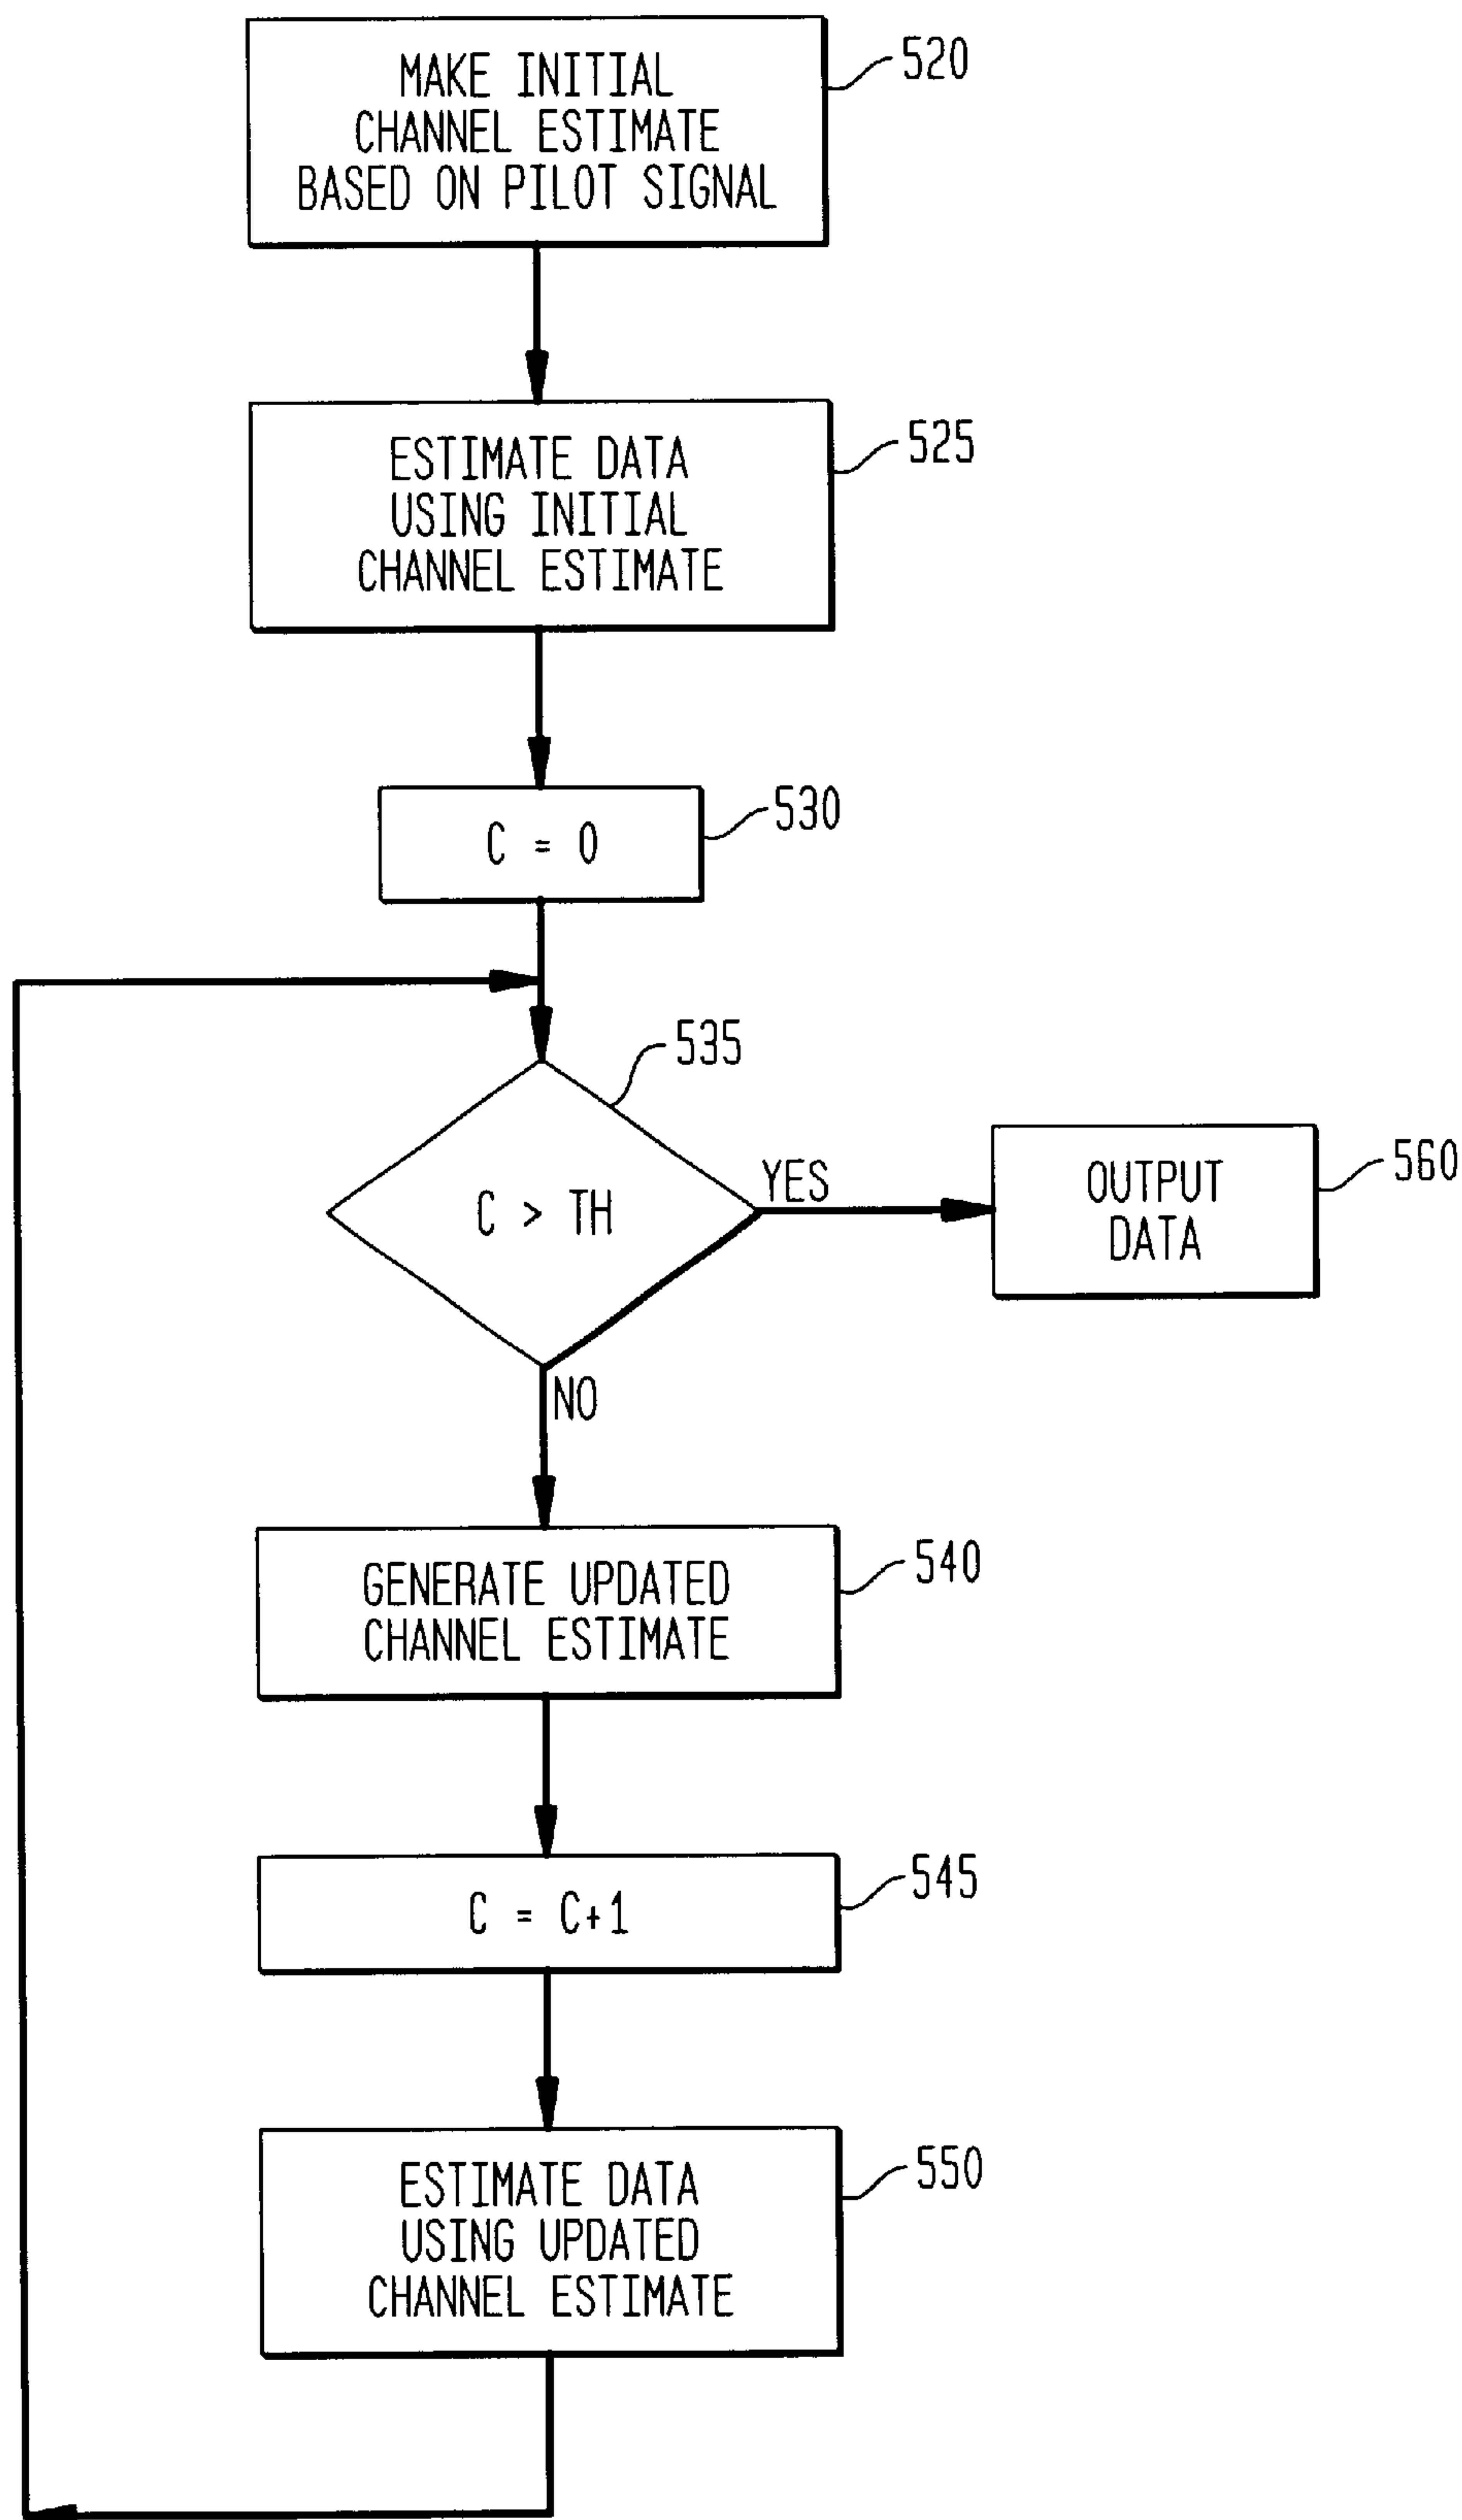 MAKE INITIAL
CHANNEL ESTIMATE
BASED ON PILOT SIGNAL
520
ESTIMATE DATA
USING INITIAL
CHANNEL ESTIMATE
525
C = 0
530
535
C > TH
YES
OUTPUT
DATA
560
NO
GENERATE UPDATED
CHANNEL ESTIMATE
540
C = C+1
545
ESTIMATE DATA
USING UPDATED
CHANNEL ESTIMATE
550